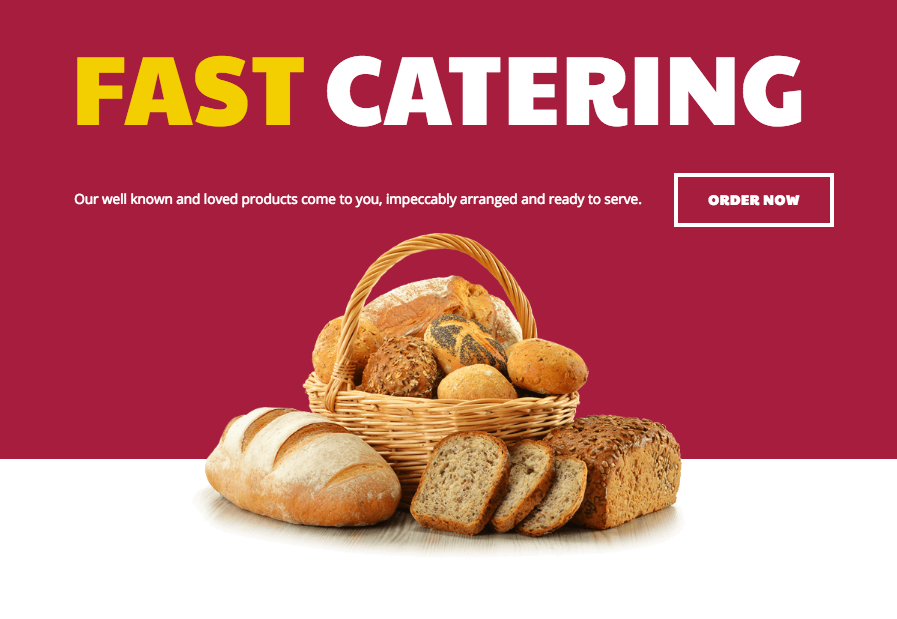 FAST CATERING
Our well known and loved products come to you, impeccably arranged and ready to serve.
ORDER NOW